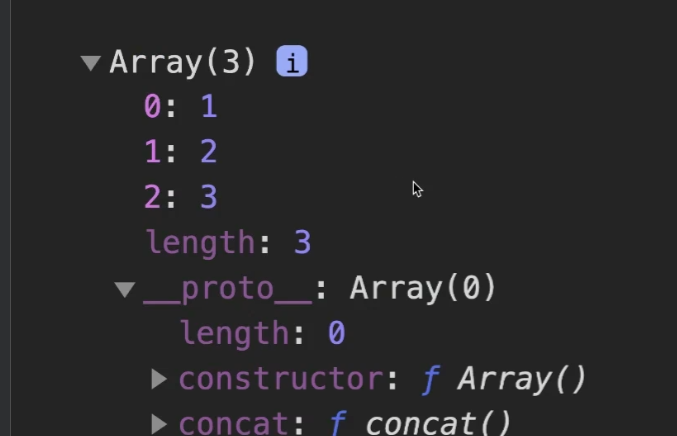 ▼ Array(3) i
0: 1
1: 2
2: 3
length: 3
▼ __proto__: Array(0)
length: 0
▶ constructor: ƒ Array()
▶ concat: ƒ concat()